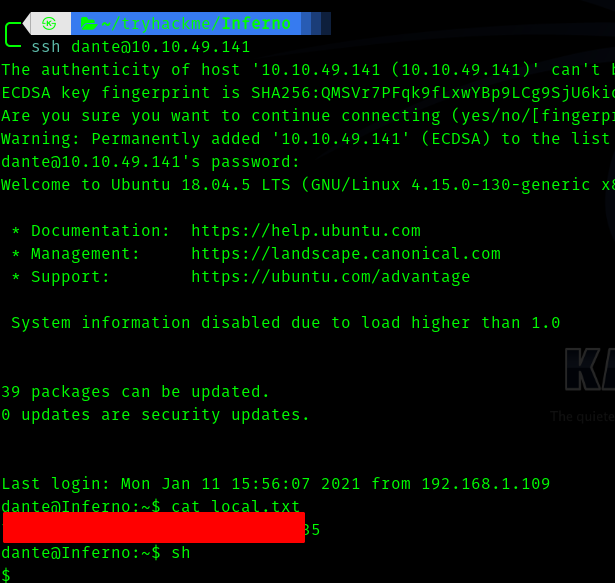 ~/tryhackme/Inferno
ssh dante@10.10.49.141
The authenticity of host '10.10.49.141 (10.10.49.141)' can't
ECDSA key fingerprint is SHA256:QMSVr7PFqk9fLxwYBp9LCg9SjU6kic
Are you sure you want to continue connecting (yes/no/[fingerpr
Warning: Permanently added '10.10.49.141' (ECDSA) to the list
dante@10.10.49.141's password:
Welcome to Ubuntu 18.04.5 LTS (GNU/Linux 4.15.0-130-generic x8
* Documentation: https://help.ubuntu.com
* Management: https://landscape.canonical.com
* Support: https://ubuntu.com/advantage
System information disabled due to load higher than 1.0
39 packages can be updated.
0 updates are security updates.
The quiete
Last login: Mon Jan 11 15:56:07 2021 from 192.168.1.109
dante@Inferno:~$ cat local.txt
35
dante@Inferno:~$ sh
$